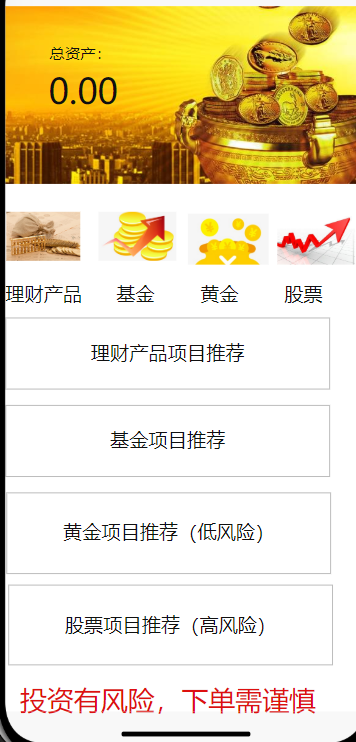 总资产：
0.00
理财产品 基金 黄金 股票
理财产品项目推荐
基金项目推荐
黄金项目推荐（低风险）
股票项目推荐（高风险）
投资有风险，下单需谨慎